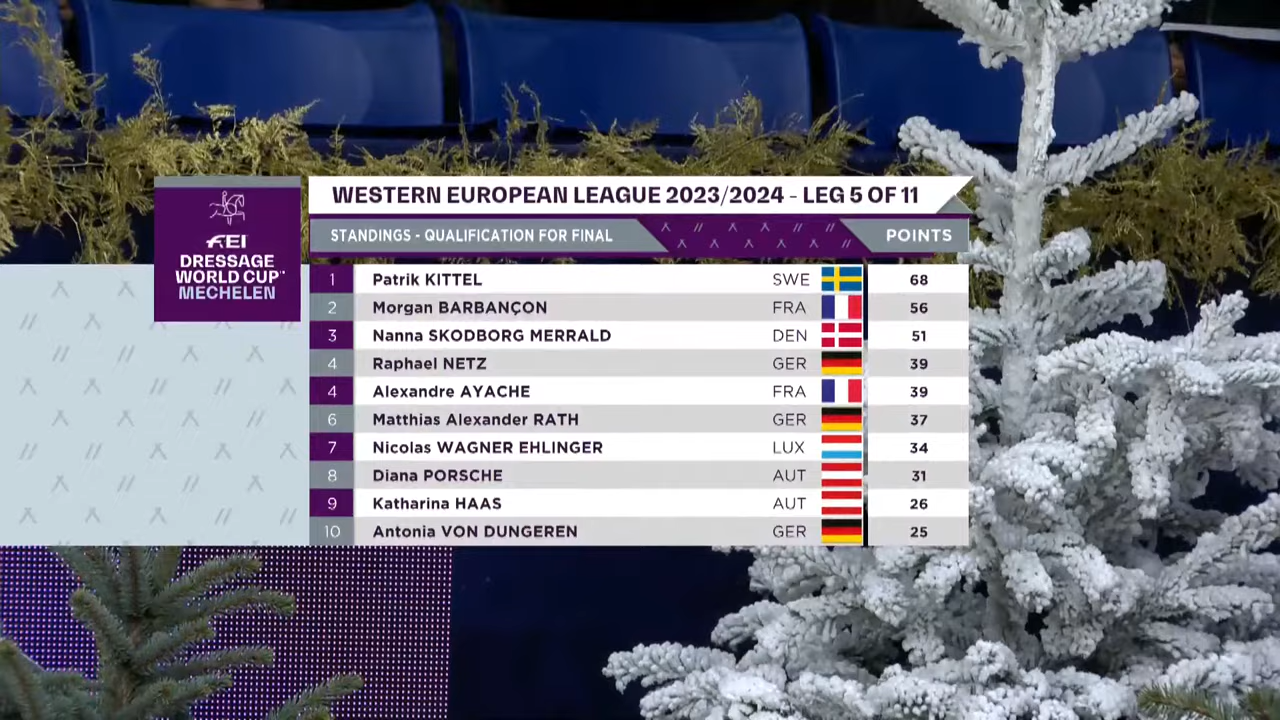 WESTERN EUROPEAN LEAGUE 2023/2024 - LEG 5 OF 11
FEI
DRESSAGE
WORLD CUP™
MECHELEN
STANDINGS - QUALIFICATION FOR FINAL POINTS
1 Patrik KITTEL SWE 68
2 Morgan BARBANÇON FRA 56
3 Nanna SKODBORG MERRALD DEN 51
4 Raphael NETZ GER 39
4 Alexandre AYACHE FRA 39
6 Matthias Alexander RATH GER 37
7 Nicolas WAGNER EHLINGER LUX 34
8 Diana PORSCHE AUT 31
9 Katharina HAAS AUT 26
10 Antonia VON DUNGEREN GER 25